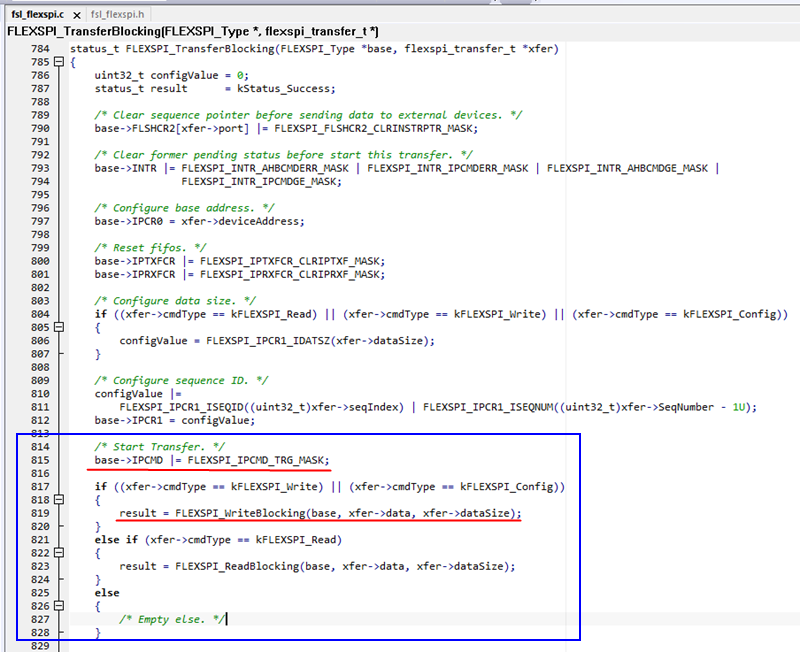 fsl_flexspi.c
fsl_flexspi.h
FLEXSPI_TransferBlocking(FLEXSPI_Type *, flexspi_transfer_t *)
784 status_t FLEXSPI_TransferBlocking(FLEXSPI_Type *base, flexspi_transfer_t *xfer)
785 {
786 uint32_t configValue = 0;
787 status_t result      = kStatus_Success;
788
789 /* Clear sequence pointer before sending data to external devices. */
790 base->FLSHCR2[xfer->port] |= FLEXSPI_FLSHCR2_CLRINSTRPTR_MASK;
791
792 /* Clear former pending status before start this transfer. */
793 base->INTR |= FLEXSPI_INTR_AHBCMDERR_MASK | FLEXSPI_INTR_IPCMDERR_MASK | FLEXSPI_INTR_AHBCMDGE_MASK |
794 FLEXSPI_INTR_IPCMDGE_MASK;
795
796 /* Configure base address. */
797 base->IPCR0 = xfer->deviceAddress;
798
799 /* Reset fifos. */
800 base->IPTXFCR |= FLEXSPI_IPTXFCR_CLRIPTXF_MASK;
801 base->IPRXFCR |= FLEXSPI_IPRXFCR_CLRIPRXF_MASK;
802
803 /* Configure data size. */
804 if ((xfer->cmdType == kFLEXSPI_Read) || (xfer->cmdType == kFLEXSPI_Write) || (xfer->cmdType == kFLEXSPI_Config))
805 {
806 configValue = FLEXSPI_IPCR1_IDATSZ(xfer->dataSize);
807 }
808
809 /* Configure sequence ID. */
810 configValue |=
811 FLEXSPI_IPCR1_ISEQID((uint32_t)xfer->seqIndex) | FLEXSPI_IPCR1_ISEQNUM((uint32_t)xfer->SeqNumber - 1U);
812 base->IPCR1 = configValue;
813
814 /* Start Transfer. */
815 base->IPCMD |= FLEXSPI_IPCMD_TRG_MASK;
816
817 if ((xfer->cmdType == kFLEXSPI_Write) || (xfer->cmdType == kFLEXSPI_Config))
818 {
819 result = FLEXSPI_WriteBlocking(base, xfer->data, xfer->dataSize);
820 }
821 else if (xfer->cmdType == kFLEXSPI_Read)
822 {
823 result = FLEXSPI_ReadBlocking(base, xfer->data, xfer->dataSize);
824 }
825 else
826 {
827 /* Empty else. */
828 }
829